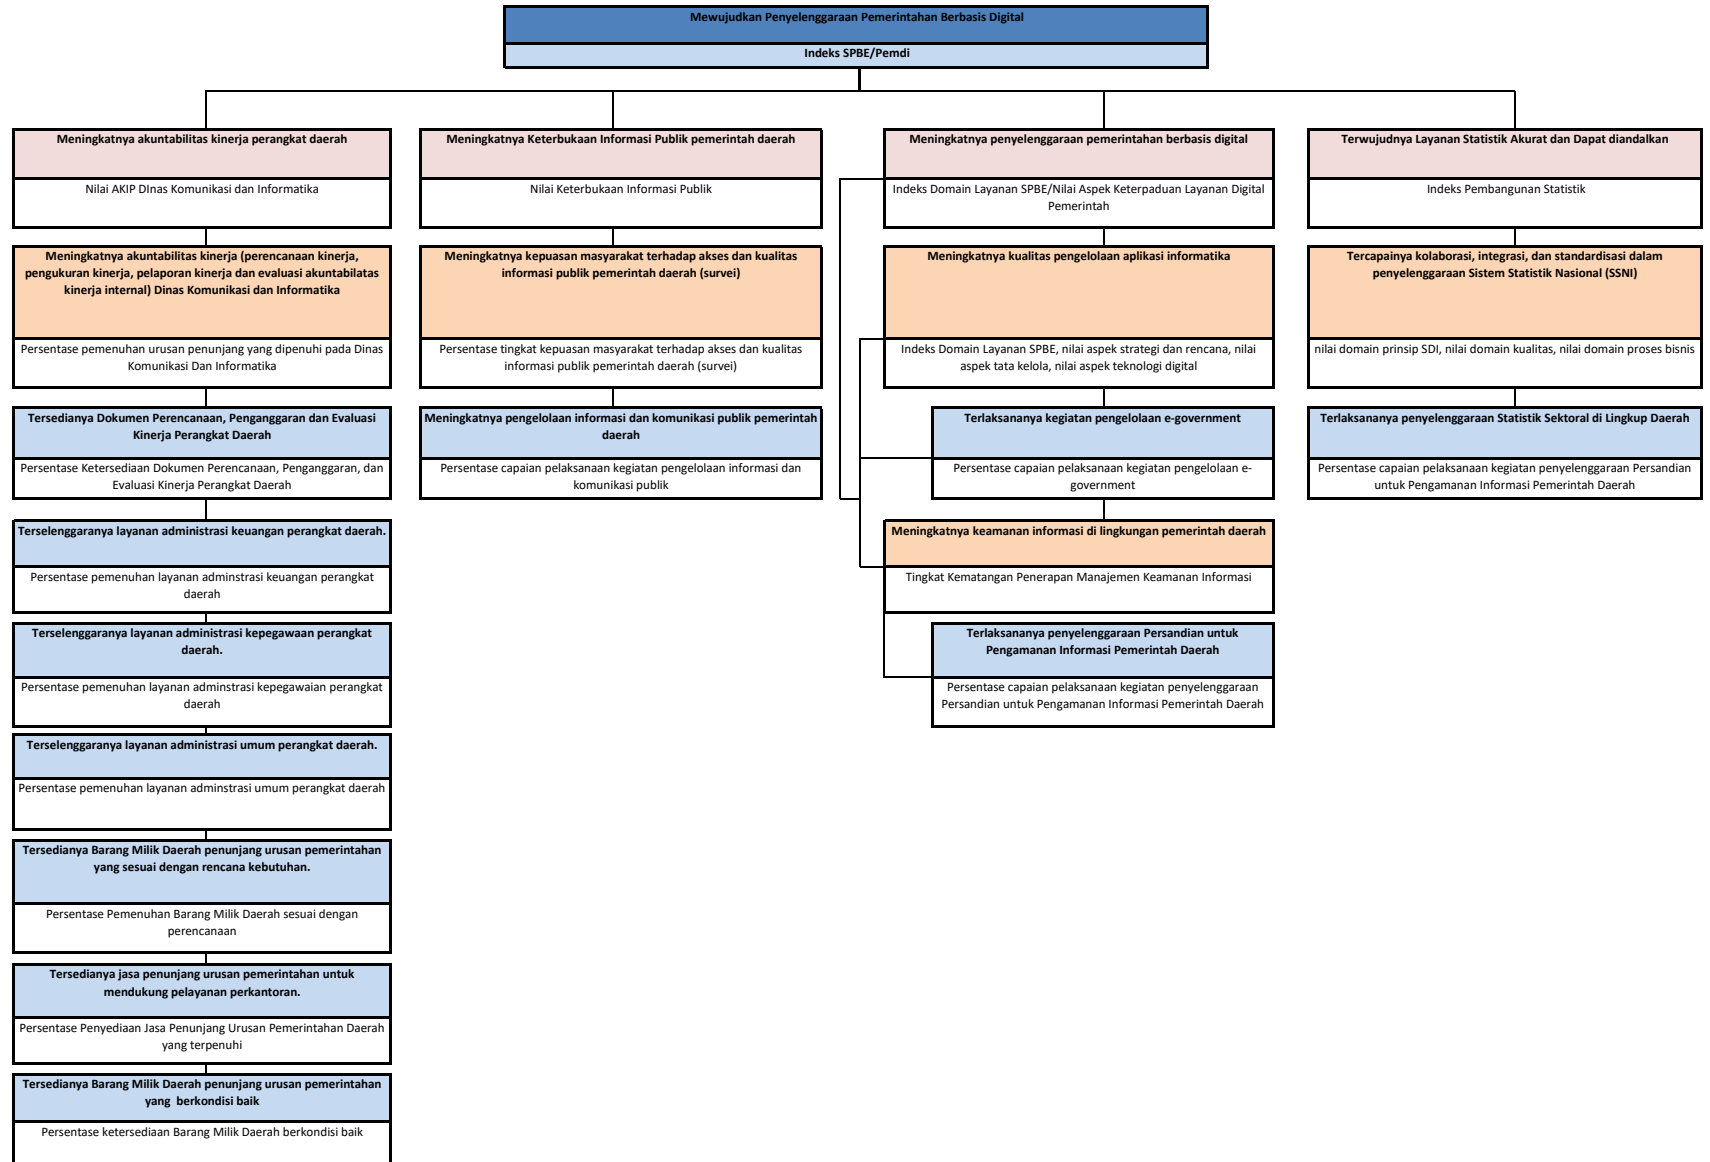 Mewujudkan Penyelenggaraan Pemerintahan Berbasis Digital
Indeks SPBE/Pemdi
Meningkatnya akuntabilitas kinerja perangkat daerah
Nilai AKIP DInas Komunikasi dan Informatika
Meningkatnya akuntabilitas kinerja (perencanaan kinerja,
pengukuran kinerja, pelaporan kinerja dan evaluasi akuntabilatas
kinerja internal) Dinas Komunikasi dan Informatika
Persentase pemenuhan urusan penunjang yang dipenuhi pada Dinas
Komunikasi Dan Informatika
Tersedianya Dokumen Perencanaan, Penganggaran dan Evaluasi
Kinerja Perangkat Daerah
Persentase Ketersediaan Dokumen Perencanaan, Penganggaran, dan
Evaluasi Kinerja Perangkat Daerah
Terselenggaranya layanan administrasi keuangan perangkat daerah.
Persentase pemenuhan layanan adminstrasi keuangan perangkat
daerah
Terselenggaranya layanan administrasi kepegawaan perangkat
daerah.
Persentase pemenuhan layanan adminstrasi kepegawaian perangkat
daerah
Terselenggaranya layanan administrasi umum perangkat daerah.
Persentase pemenuhan layanan adminstrasi umum perangkat daerah
Tersedianya Barang Milik Daerah penunjang urusan pemerintahan
yang sesuai dengan rencana kebutuhan.
Persentase Pemenuhan Barang Milik Daerah sesuai dengan
perencanaan
Tersedianya jasa penunjang urusan pemerintahan untuk
mendukung pelayanan perkantoran.
Persentase Penyediaan Jasa Penunjang Urusan Pemerintahan Daerah
yang terpenuhi
Tersedianya Barang Milik Daerah penunjang urusan pemerintahan
yang berkondisi baik
Persentase ketersediaan Barang Milik Daerah berkondisi baik
Meningkatnya Keterbukaan Informasi Publik pemerintah daerah
Nilai Keterbukaan Informasi Publik
Meningkatnya kepuasan masyarakat terhadap akses dan kualitas
informasi publik pemerintah daerah (survei)
Persentase tingkat kepuasan masyarakat terhadap akses dan kualitas
informasi publik pemerintah daerah (survei)
Meningkatnya pengelolaan informasi dan komunikasi publik pemerintah
daerah
Persentase capaian pelaksanaan kegiatan pengelolaan informasi dan
komunikasi publik
Meningkatnya penyelenggaraan pemerintahan berbasis digital
Indeks Domain Layanan SPBE/Nilai Aspek Keterpaduan Layanan Digital
Pemerintah
Meningkatnya kualitas pengelolaan aplikasi informatika
Indeks Domain Layanan SPBE, nilai aspek strategi dan rencana, nilai
aspek tata kelola, nilai aspek teknologi digital
Terlaksananya kegiatan pengelolaan e-government
Persentase capaian pelaksanaan kegiatan pengelolaan e-
government
Meningkatnya keamanan informasi di lingkungan pemerintah daerah
Tingkat Kematangan Penerapan Manajemen Keamanan Informasi
Terlaksananya penyelenggaraan Persandian untuk
Pengamanan Informasi Pemerintah Daerah
Persentase capaian pelaksanaan kegiatan penyelenggaraan
Persandian untuk Pengamanan Informasi Pemerintah Daerah
Terwujudnya Layanan Statistik Akurat dan Dapat diandalkan
Indeks Pembangunan Statistik
Tercapainya kolaborasi, integrasi, dan standardisasi dalam
penyelenggaraan Sistem Statistik Nasional (SSNI)
nilai domain prinsip SDI, nilai domain kualitas, nilai domain proses bisnis
Terlaksananya penyelenggaraan Statistik Sektoral di Lingkup Daerah
Persentase capaian pelaksanaan kegiatan penyelenggaraan Persandian
untuk Pengamanan Informasi Pemerintah Daerah